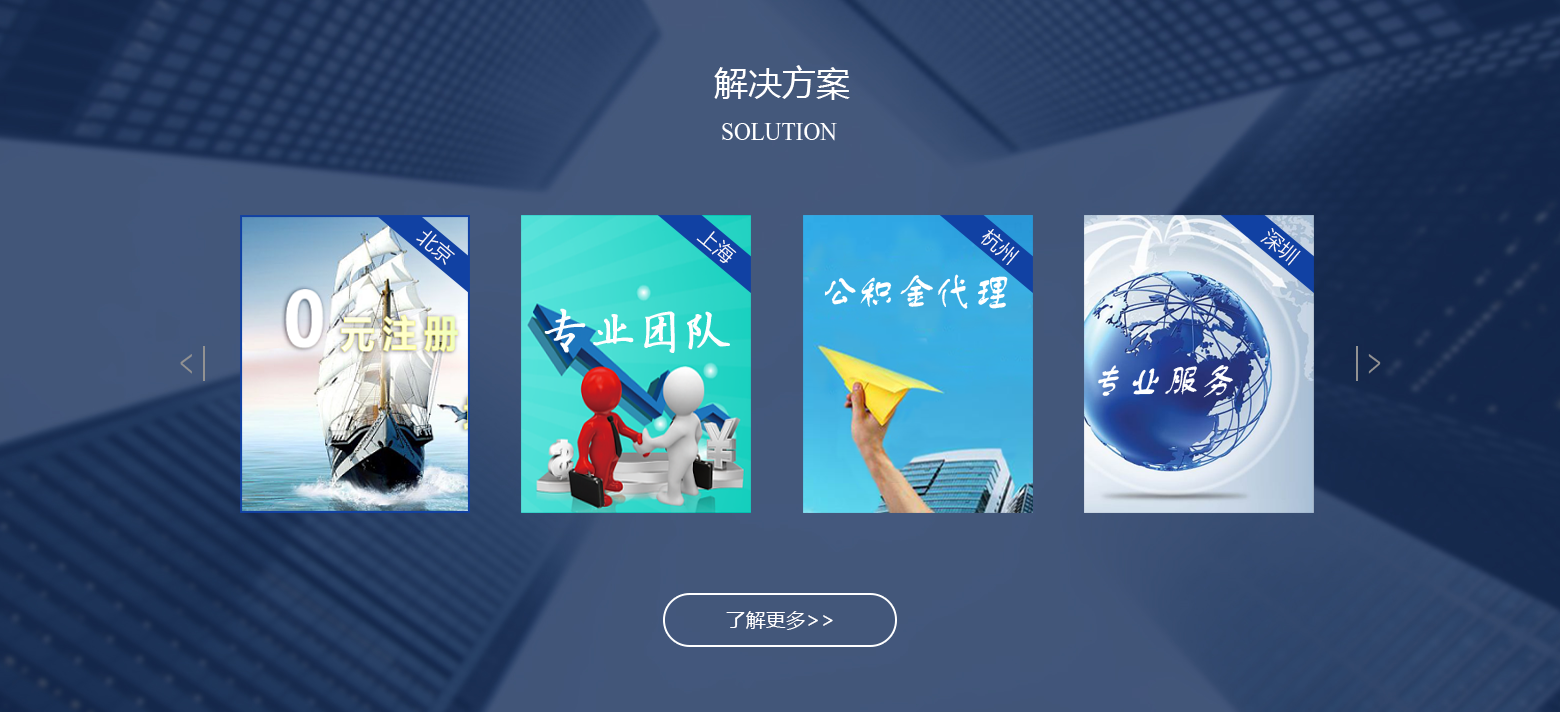 解决方案
SOLUTION
北京
0元注册
上海
专业团队
杭州
公积金代理
深圳
专业服务
了解更多>>